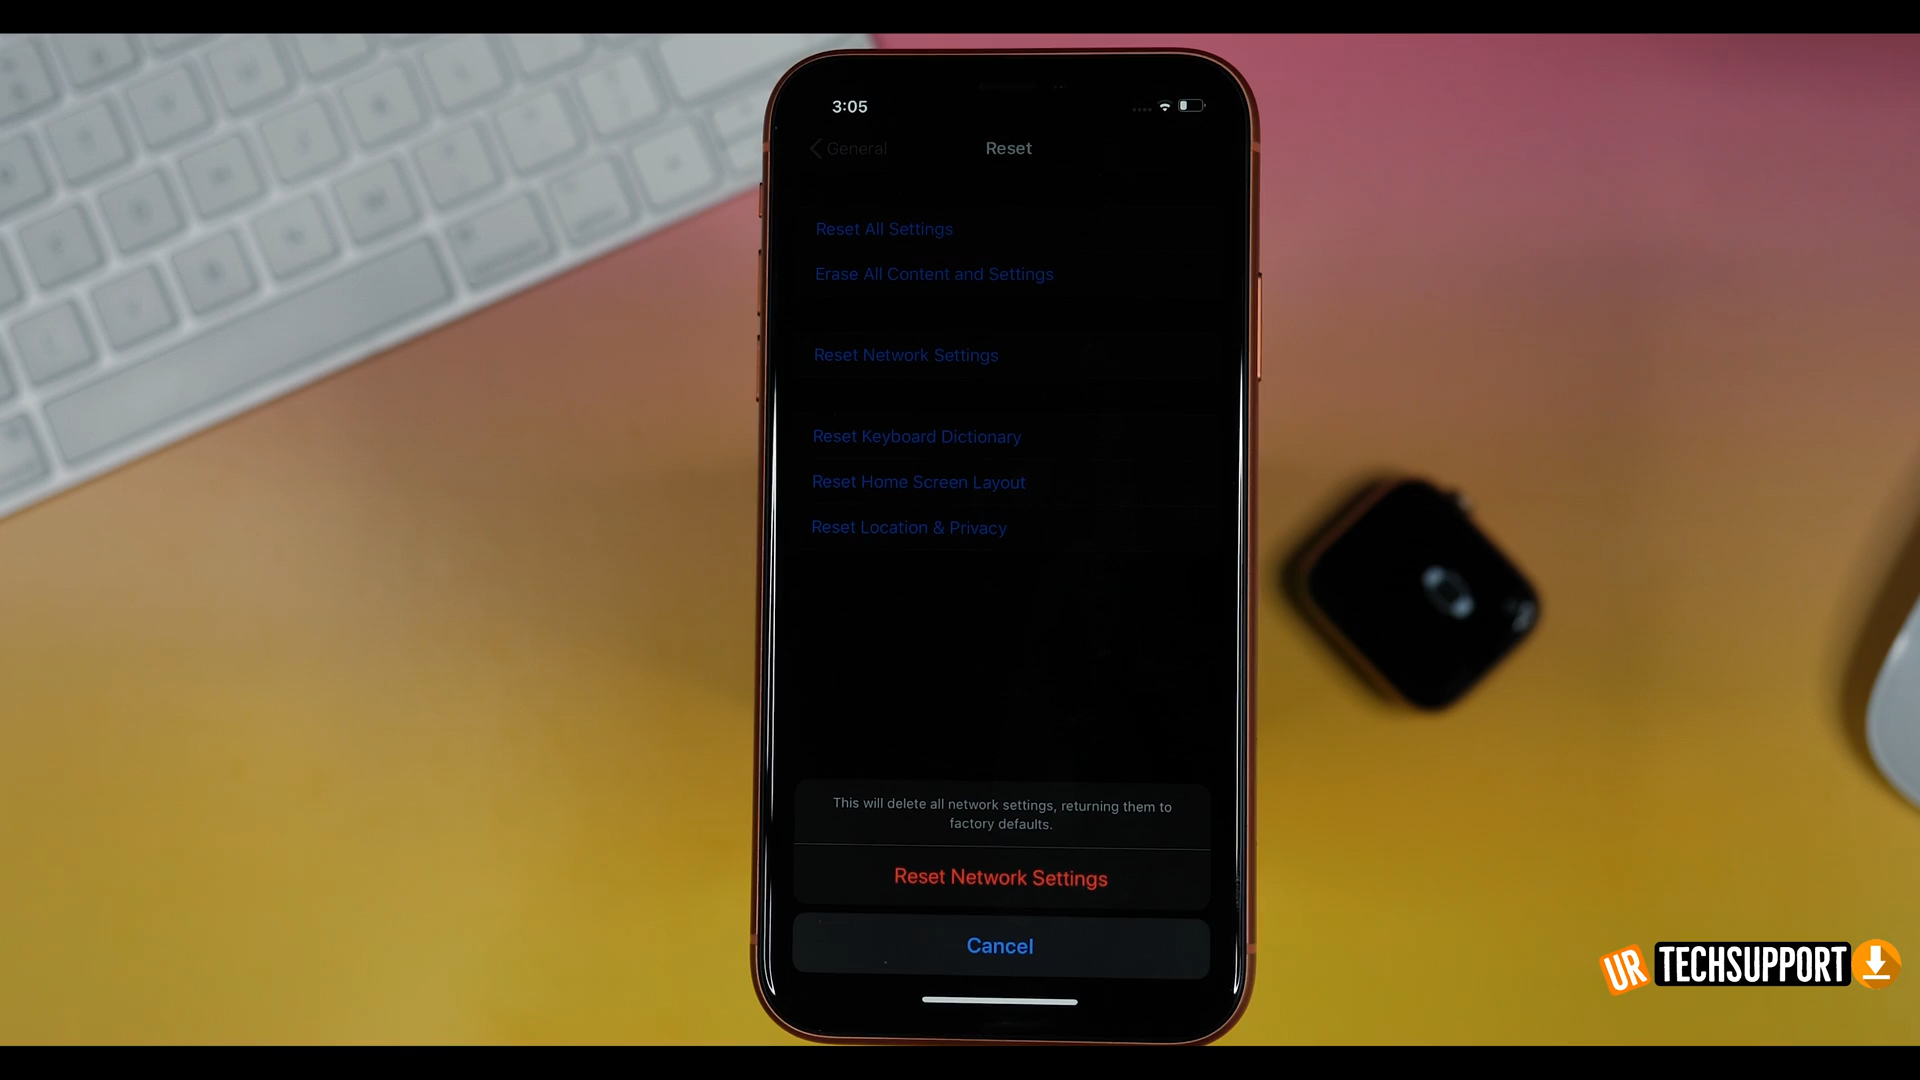 3:05
General
Reset
Reset All Settings
Erase All Content and Settings
Reset Network Settings
Reset Keyboard Dictionary
Reset Home Screen Layout
Reset Location & Privacy
This will delete all network settings, returning them to
factory defaults.
Reset Network Settings
Cancel
UR TECHSUPPORT